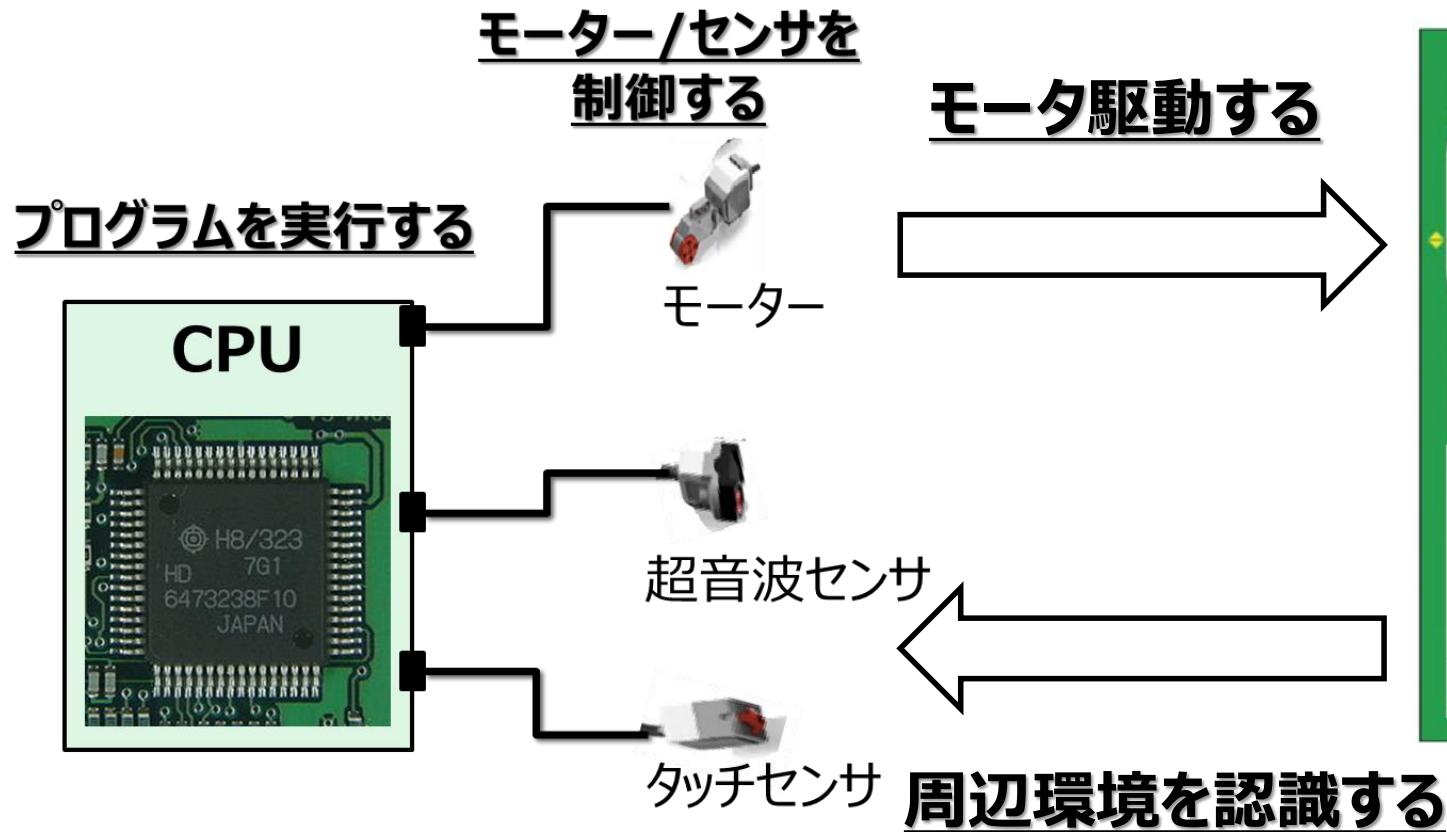 モーター/センサを
制御する
モータ駆動する
プログラムを実行する
モーター
CPU
H8/323
7G1
HD
6473238F10
JAPAN
超音波センサ
タッチセンサ
周辺環境を認識する